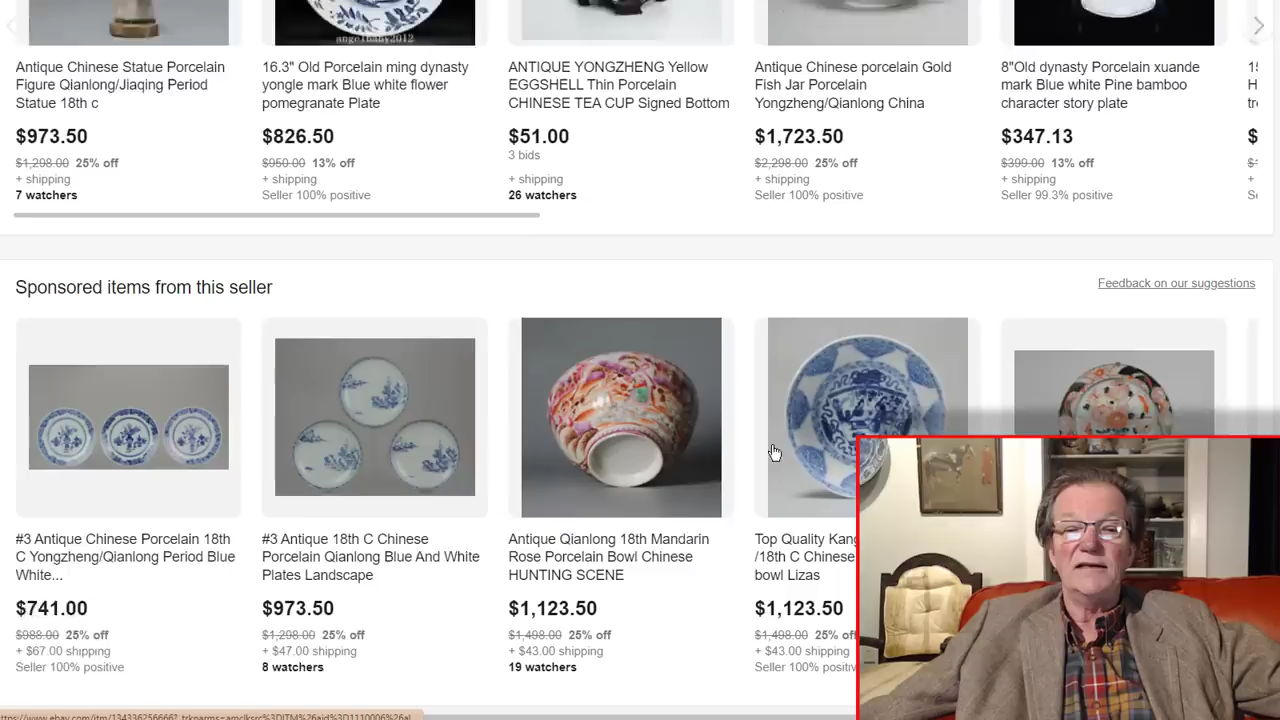 angelbaby2012
Antique Chinese Statue Porcelain
Figure Qianlong/Jiaqing Period
Statue 18th c
$973.50
$1,298.00 25% off
+ shipping
7 watchers
16.3" Old Porcelain ming dynasty
yongle mark Blue white flower
pomegranate Plate
$826.50
$950.00 13% off
+ shipping
Seller 100% positive
ANTIQUE YONGZHENG Yellow
EGGSHELL Thin Porcelain
CHINESE TEA CUP Signed Bottom
$51.00
3 bids
+ shipping
26 watchers
Antique Chinese porcelain Gold
Fish Jar Porcelain
Yongzheng/Qianlong China
$1,723.50
$2,298.00 25% off
+ shipping
Seller 100% positive
8"Old dynasty Porcelain xuande
mark Blue white Pine bamboo
character story plate
$347.13
$399.00 13% off
+ shipping
Seller 99.3% positive
15
H
tre
$
$1
+
Se
Sponsored items from this seller
Feedback on our suggestions
#3 Antique Chinese Porcelain 18th
C Yongzheng/Qianlong Period Blue
White...
$741.00
$988.00 25% off
+ $67.00 shipping
Seller 100% positive
#3 Antique 18th C Chinese
Porcelain Qianlong Blue And White
Plates Landscape
$973.50
$1,298.00 25% off
+ $47.00 shipping
8 watchers
Antique Qianlong 18th Mandarin
Rose Porcelain Bowl Chinese
HUNTING SCENE
$1,123.50
$1,498.00 25% off
+ $43.00 shipping
19 watchers
Top Quality Kang
/18th C Chinese
bowl Lizas
$1,123.50
$1,498.00 25% off
+ $43.00 shipping
Seller 100% positive